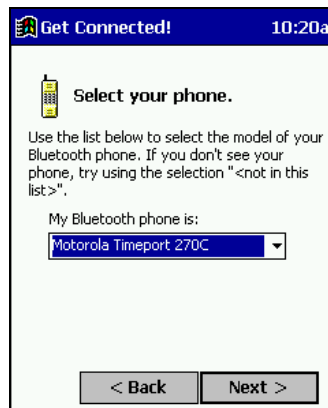 Get Connected!
10:20a
Select your phone.
Use the list below to select the model of your
Bluetooth phone. If you don't see your
phone, try using the selection "<not in this
list>".
My Bluetooth phone is:
Motorola Timeport 270C
< Back
Next >